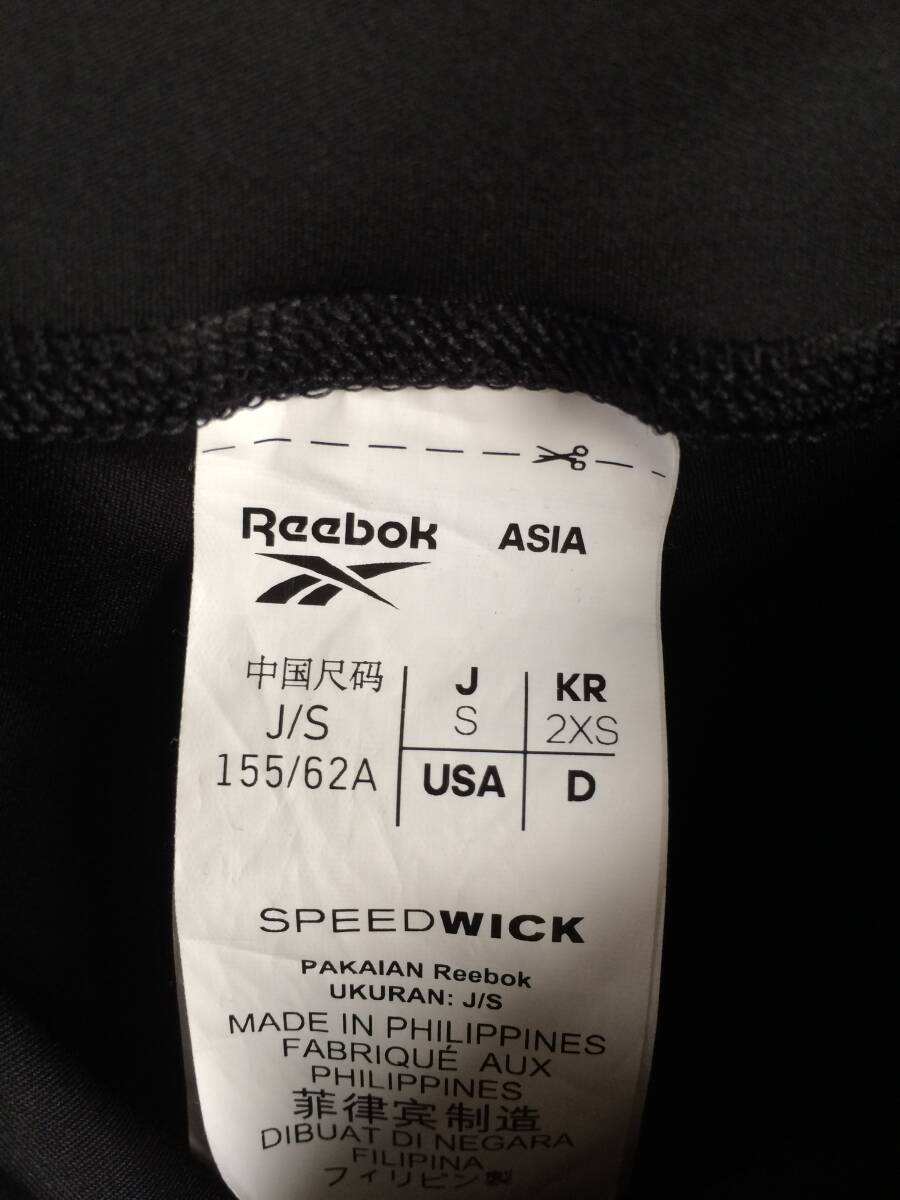 Reebok ASIA
中国尺码 J KR
J/S S 2XS
155/62A USA D
SPEEDWICK
PAKAIAN Reebok
UKURAN: J/S
MADE IN PHILIPPINES
FABRIQUÉ AUX
PHILIPPINES
菲律宾制造
DIBUAT DI NEGARA
FILIPINA
フィリピン製